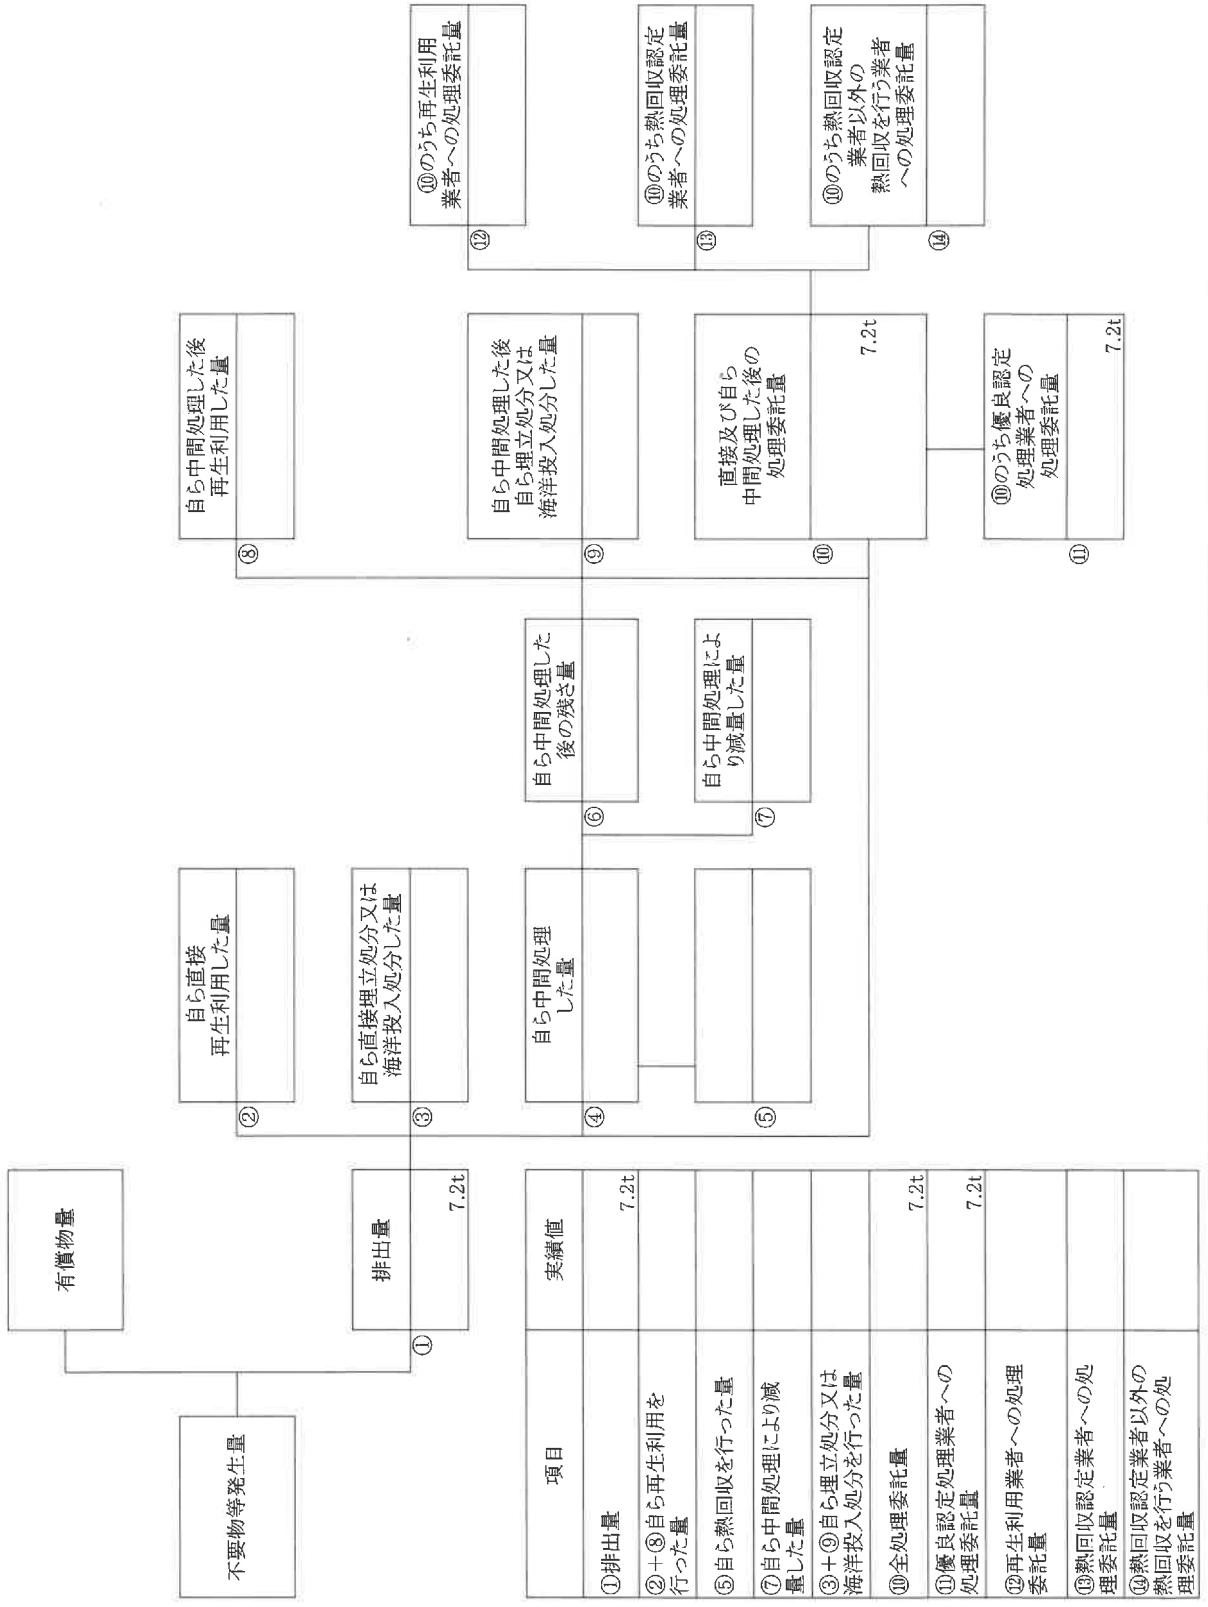 有償物量
不要物等発生量
排出量
①
7.2t
自ら直接
再生利用した量
②
自ら直接埋立処分又は
海洋投入処分した量
③
自ら中間処理
した量
④
⑤
自ら中間処理した
後の残さ量
⑥
自ら中間処理によ
り減量した量
⑦
自ら中間処理した後
再生利用した量
⑧
自ら中間処理した後
自ら埋立処分又は
海洋投入処分した量
⑨
直接及び自ら
中間処理した後の
処理委託量
⑩
7.2t
⑩のうち優良認定
処理業者への
処理委託量
⑪
7.2t
⑩のうち再生利用
業者への処理委託量
⑫
⑩のうち熱回収認定
業者への処理委託量
⑬
⑩のうち熱回収認定
業者以外の
熱回収を行う業者
への処理委託量
⑭
項目
実績値
①排出量
7.2t
②+⑧自ら再生利用を
行った量
⑤自ら熱回収を行った量
⑦自ら中間処理により減
量した量
③+⑨自ら埋立処分又は
海洋投入処分を行った量
⑩全処理委託量
7.2t
⑪優良認定処理業者への
処理委託量
7.2t
⑫再生利用業者への処理
委託量
⑬熱回収認定業者への処
理委託量
⑭熱回収認定業者以外の
熱回収を行う業者への処
理委託量